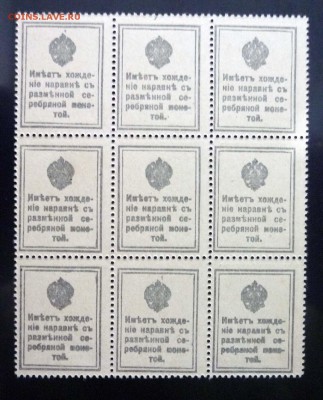 COINS.LAVE.RU
Имѣетъ хожде- Имѣетъ хожде- Имѣетъ хожде-
ніе наравнѣ съ ніе наравнѣ съ ніе наравнѣ съ
размѣнной се- размѣнной се- размѣнной се-
ребряной моне- ребряной моне- ребряной моне-
той. той. той.
Имѣетъ хожде- Имѣетъ хожде- Имѣетъ хожде-
ніе наравнѣ съ ніе наравнѣ съ ніе наравнѣ съ
размѣнной се- размѣнной се- размѣнной се-
ребряной моне- ребряной моне- ребряной моне-
той. той. той.
Имѣетъ хожде- Имѣетъ хожде- Имѣетъ хожде-
ніе наравнѣ съ ніе наравнѣ съ ніе наравнѣ съ
размѣнной се- размѣнной се- размѣнной се-
ребряной моне- ребряной моне- ребряной моне-
той. той. той.